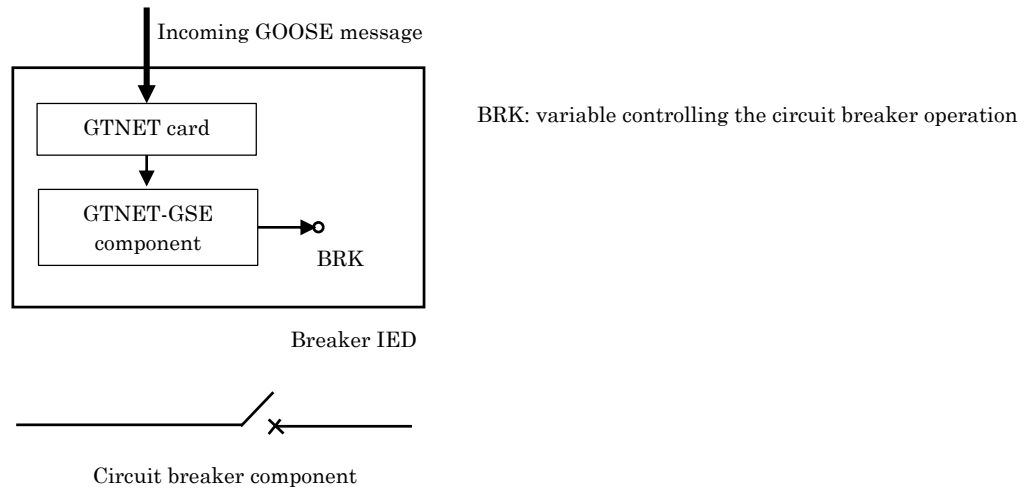 Incoming GOOSE message
GTNET card
BRK: variable controlling the circuit breaker operation
GTNET-GSE
component
BRK
Breaker IED
Circuit breaker component